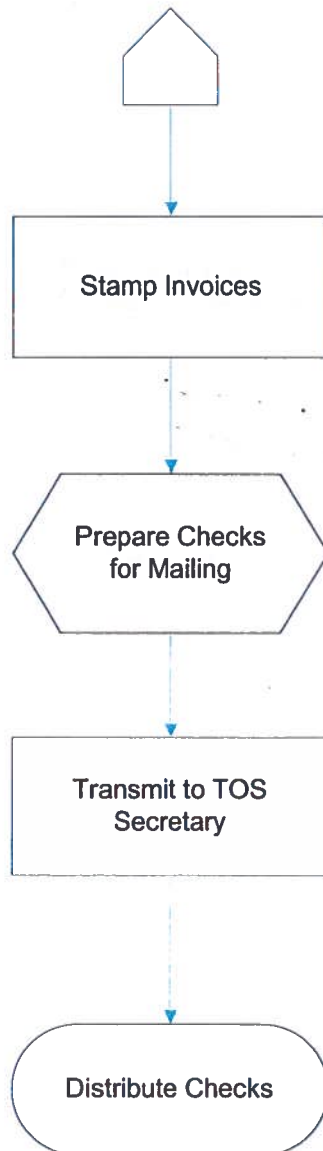 Stamp Invoices
Prepare Checks
for Mailing
Transmit to TOS
Secretary
Distribute Checks